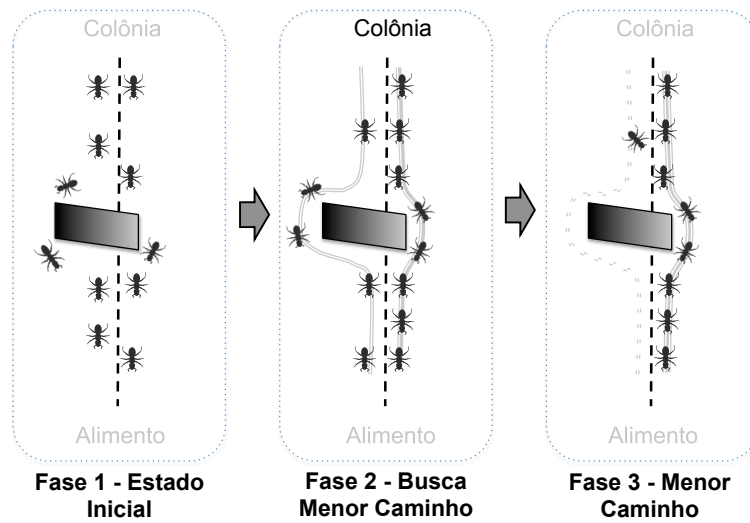 Colônia
Colônia
Colônia
Alimento
Alimento
Alimento
Fase 1 - Estado
Inicial
Fase 2 - Busca
Menor Caminho
Fase 3 - Menor
Caminho